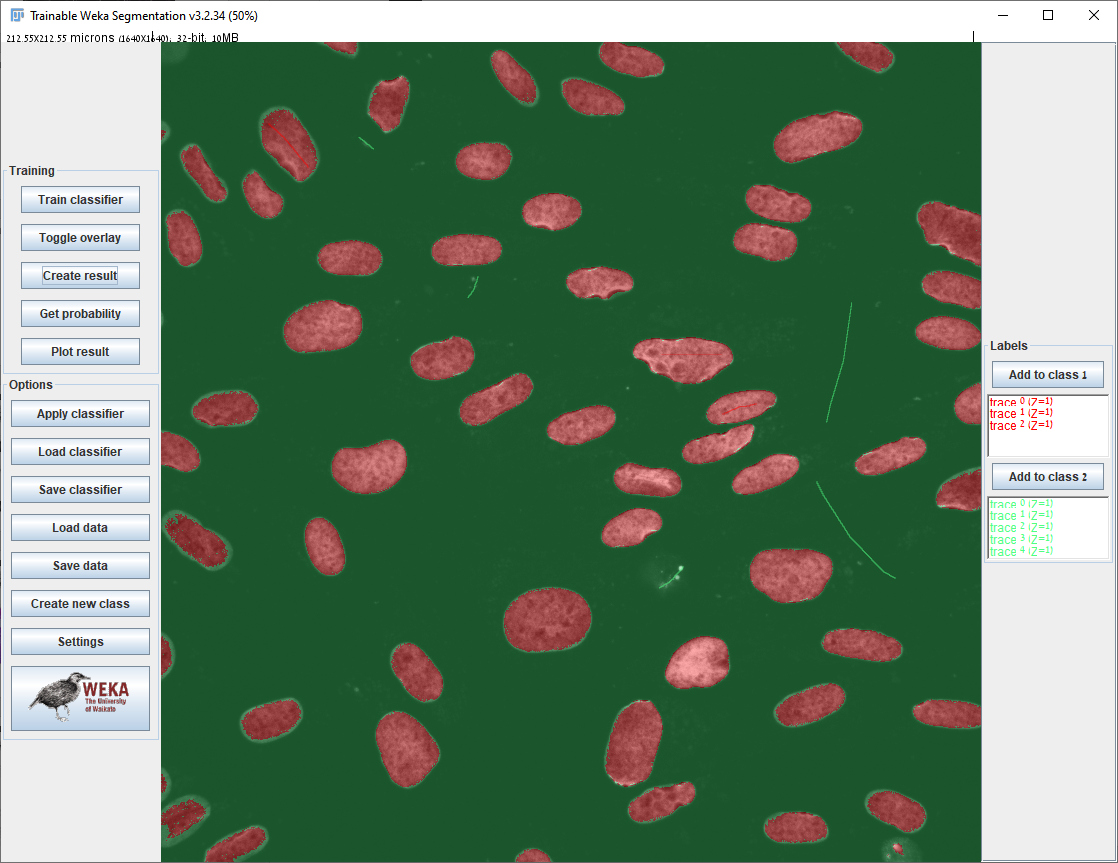 Trainable Weka Segmentation v3.2.34 (50%)
212.55x212.55 microns (1640x1640); 32-bit; 10MB
Training
Train classifier
Toggle overlay
Create result
Get probability
Plot result
Options
Apply classifier
Load classifier
Save classifier
Load data
Save data
Create new class
Settings
WEKA
The University
of Waikato
Labels
Add to class 1
trace 0 (Z=1)
trace 1 (Z=1)
trace 2 (Z=1)
Add to class 2
trace 0 (Z=1)
trace 1 (Z=1)
trace 2 (Z=1)
trace 3 (Z=1)
trace 4 (Z=1)